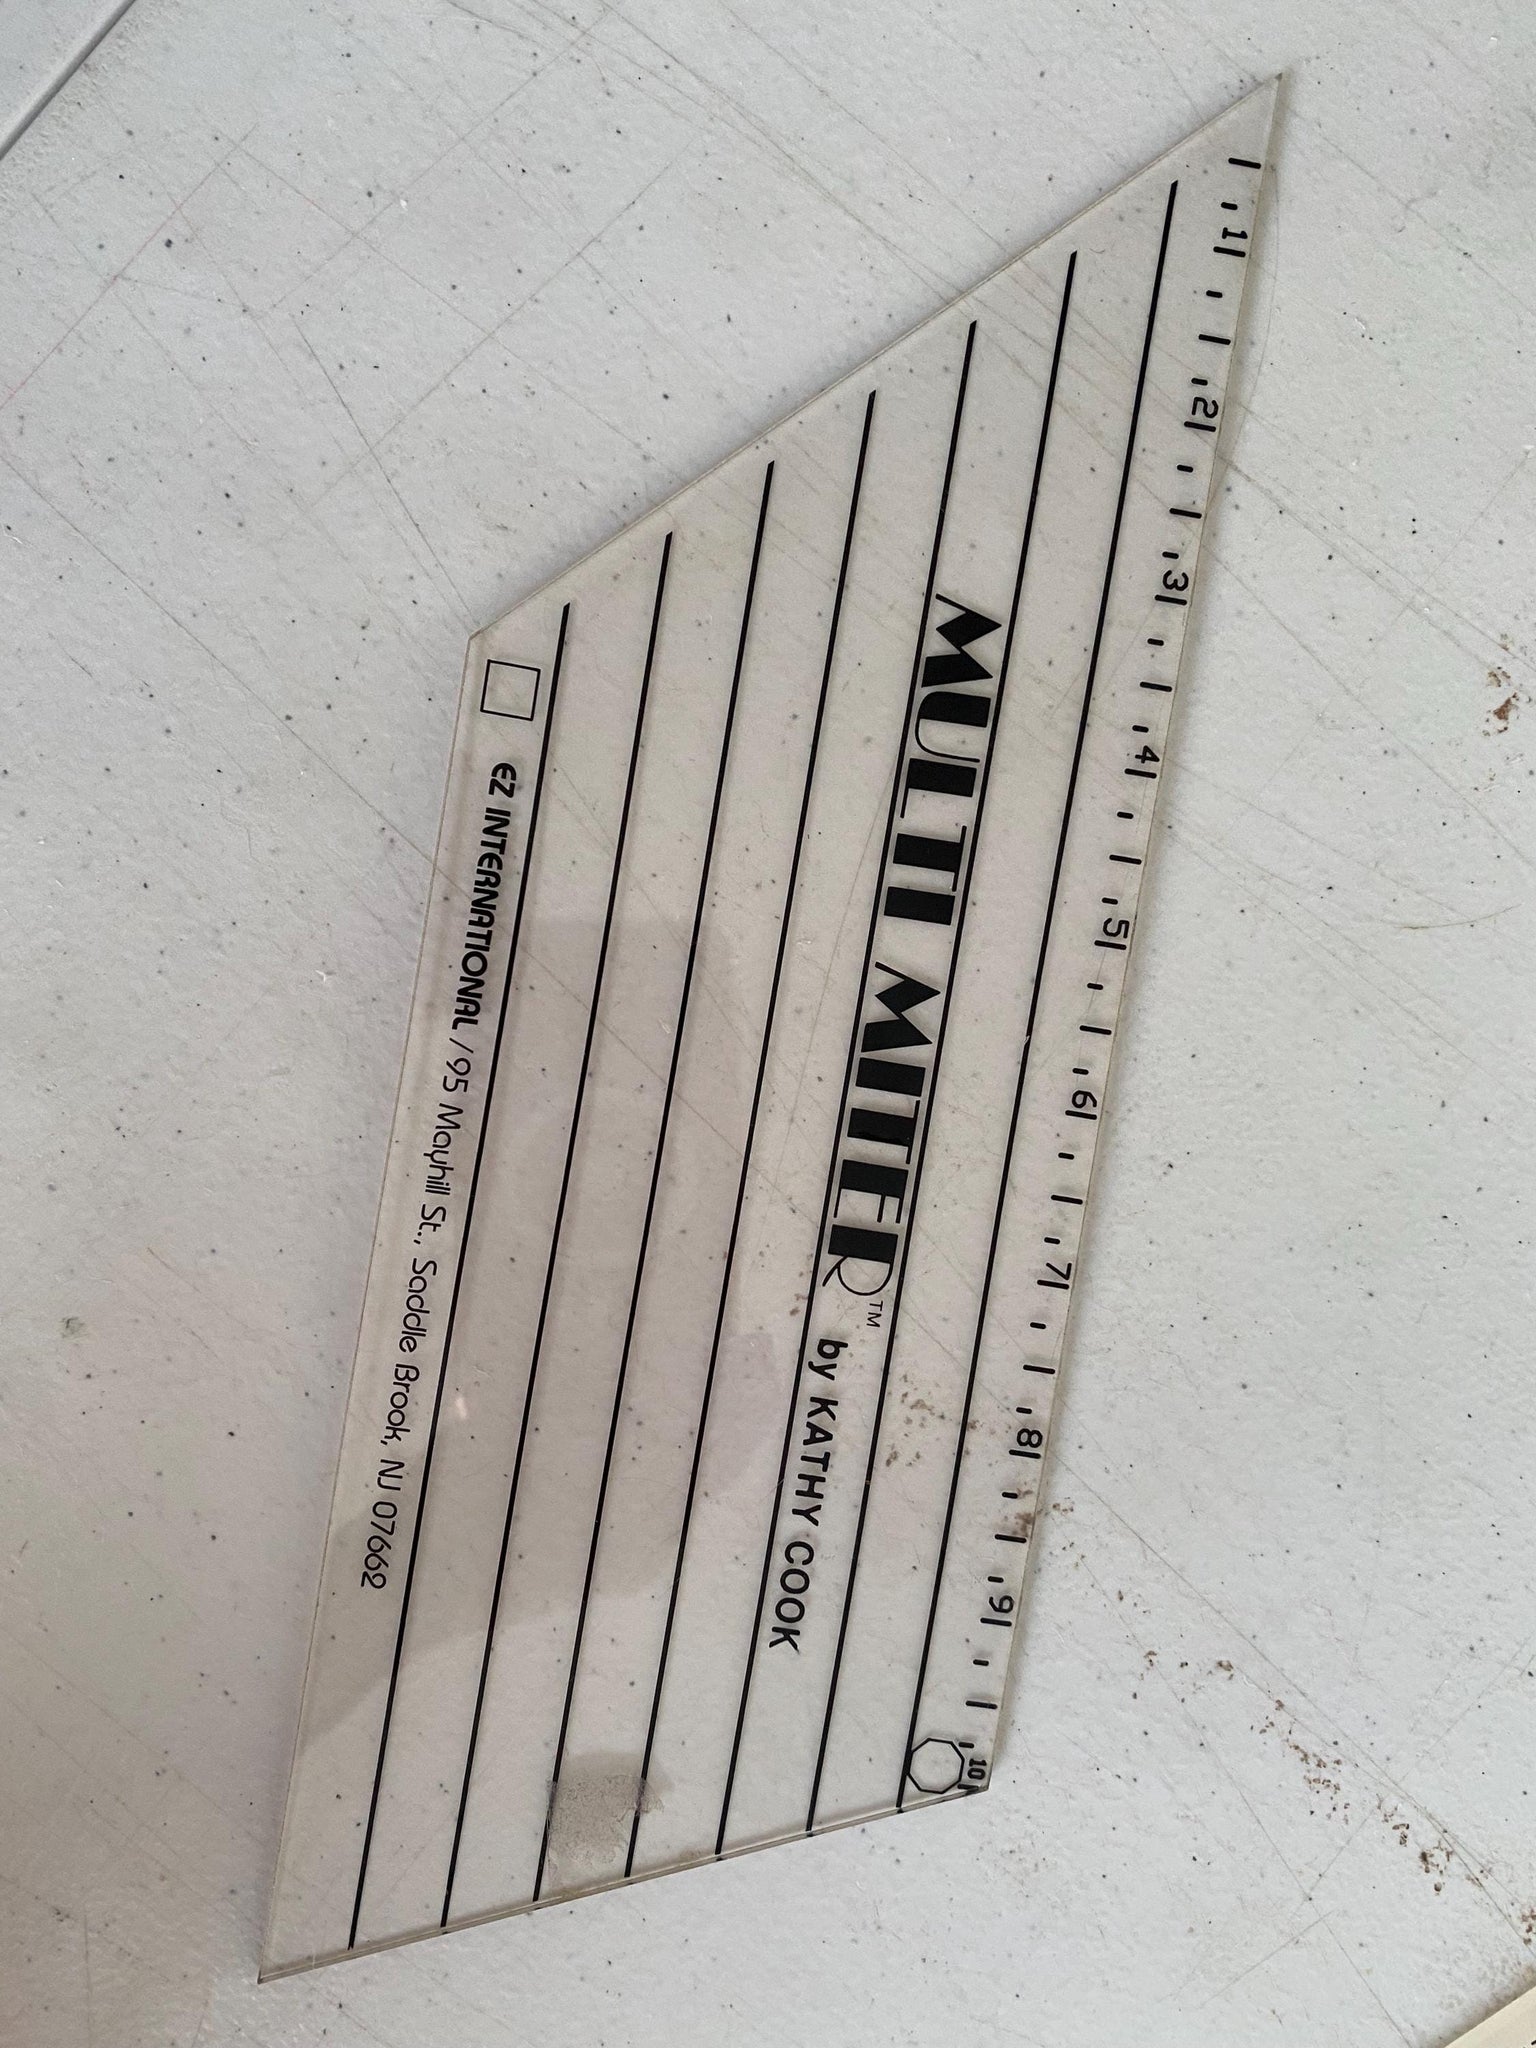 1 2 3 4 5 6 7 8 9 10
MULTI MITER™ by KATHY COOK
EZ INTERNATIONAL / 95 Mayhill St., Saddle Brook, NJ 07662